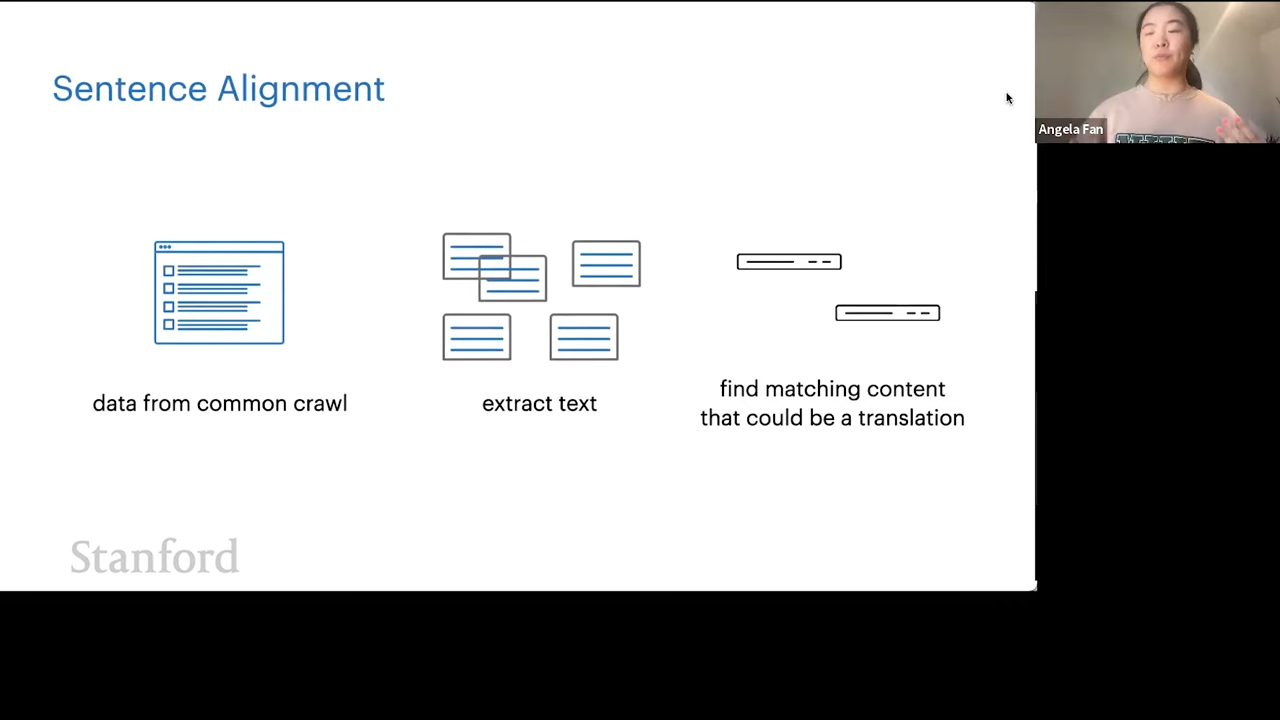 Sentence Alignment
Angela Fan
data from common crawl
extract text
find matching content
that could be a translation
Stanford